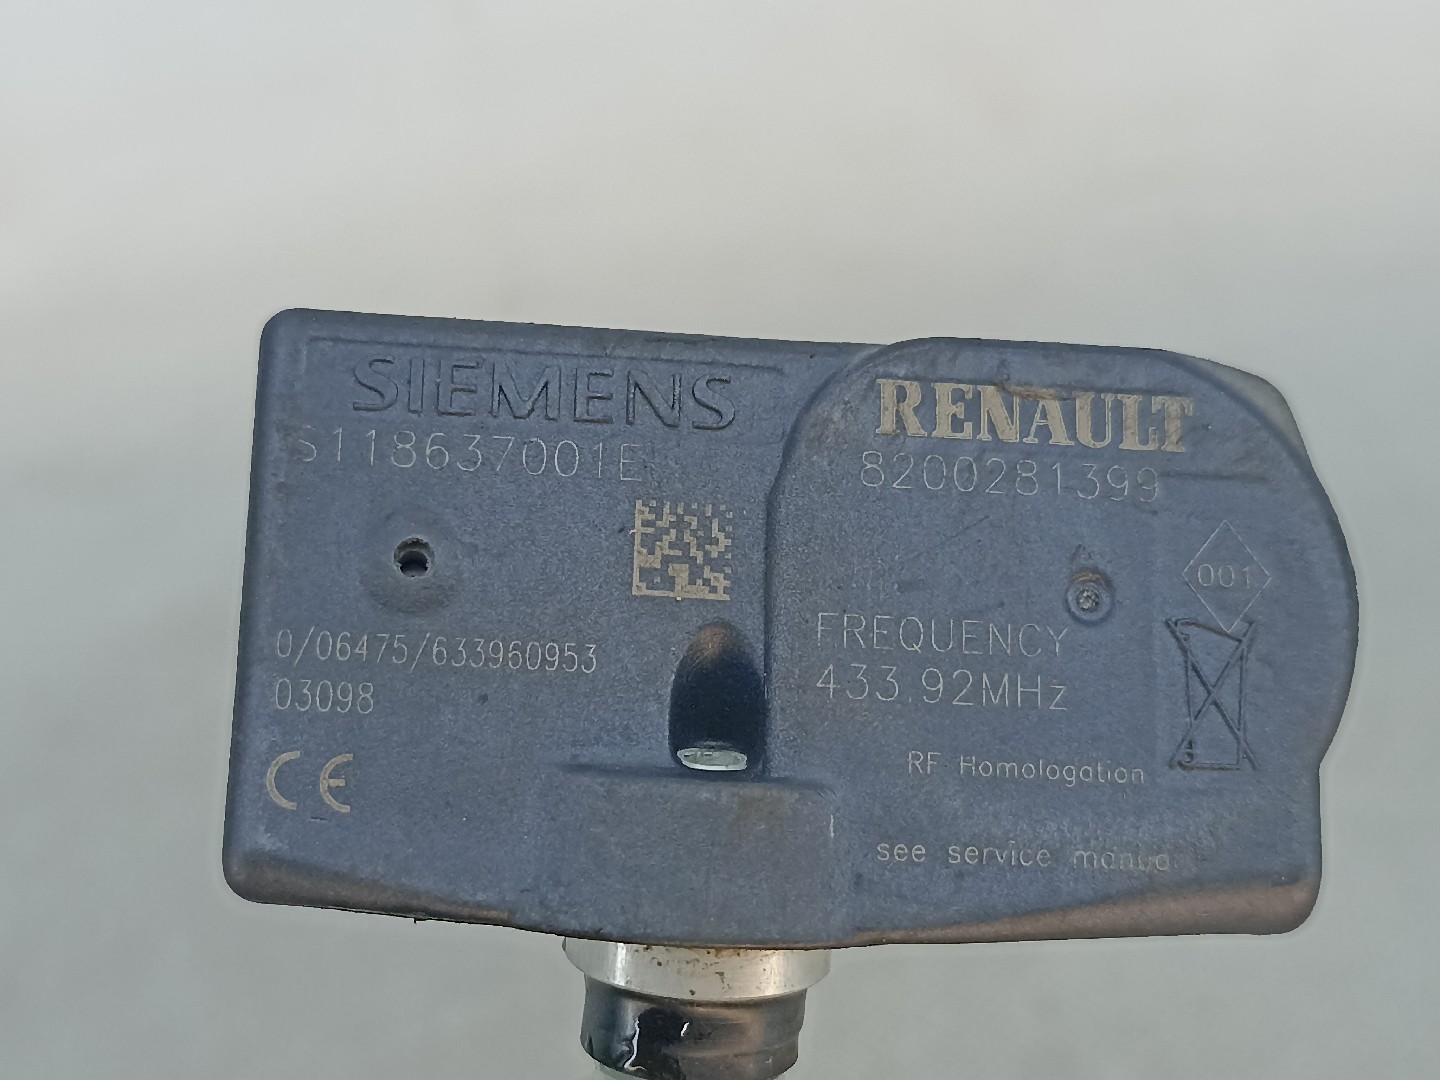 SIEMENS
S118637001E
0/06475/633960953
03098
CE
RENAULT
8200281399
001
FREQUENCY
433.92MHz
RF Homologation
see service manual